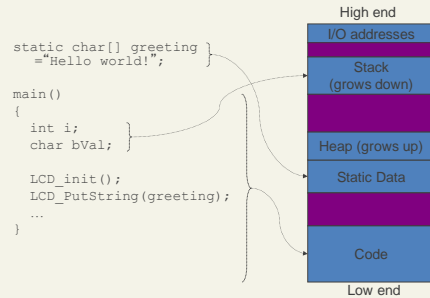 static char[] greeting
=“Hello world!”;
main()
{
int i;
char bVal;
LCD_init();
LCD_PutString(greeting);
…
}
High end
I/O addresses
Stack
(grows down)
Heap (grows up)
Static Data
Code
Low end